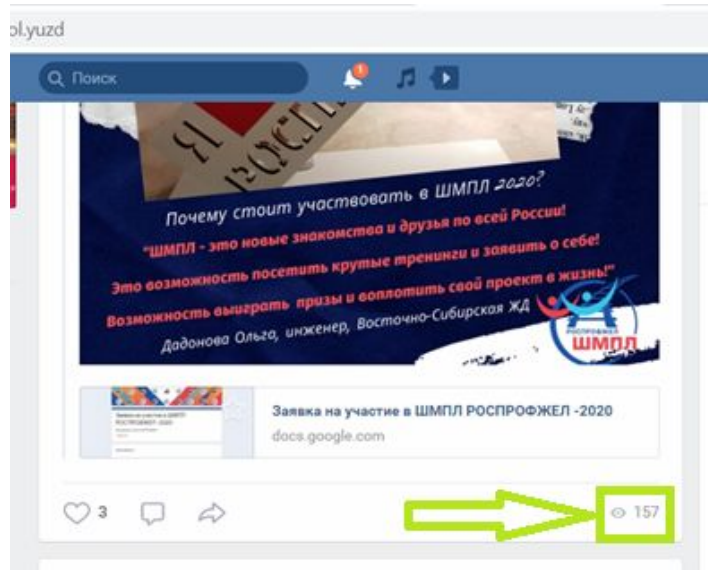 ol.yuzd
Поиск
1
Я
РОСП
Почему стоит участвовать в ШМПЛ 2020?
"ШМПЛ - это новые знакомства и друзья по всей России!
Это возможность посетить крутые тренинги и заявить о себе!
Возможность выиграть призы и воплотить свой проект в жизнь!"
Дадонова Ольга, инженер, Восточно-Сибирская ЖД
РОСПРОФЖЕЛ
ШМПЛ
Заявка на участие в ШМПЛ РОСПРОФЖЕЛ -2020
docs.google.com
3
157